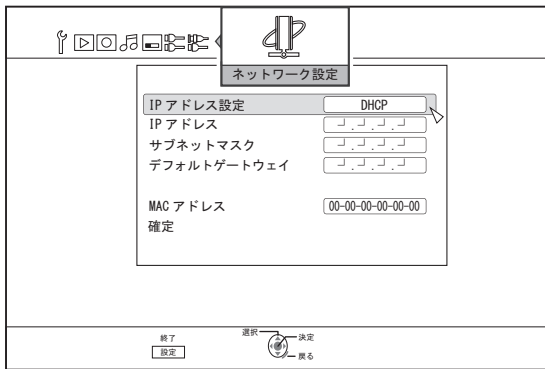 ネットワーク設定
IP アドレス設定 DHCP
IP アドレス
サブネットマスク
デフォルトゲートウェイ
MAC アドレス 00-00-00-00-00-00
確定
終了
設定
選択
決定
戻る